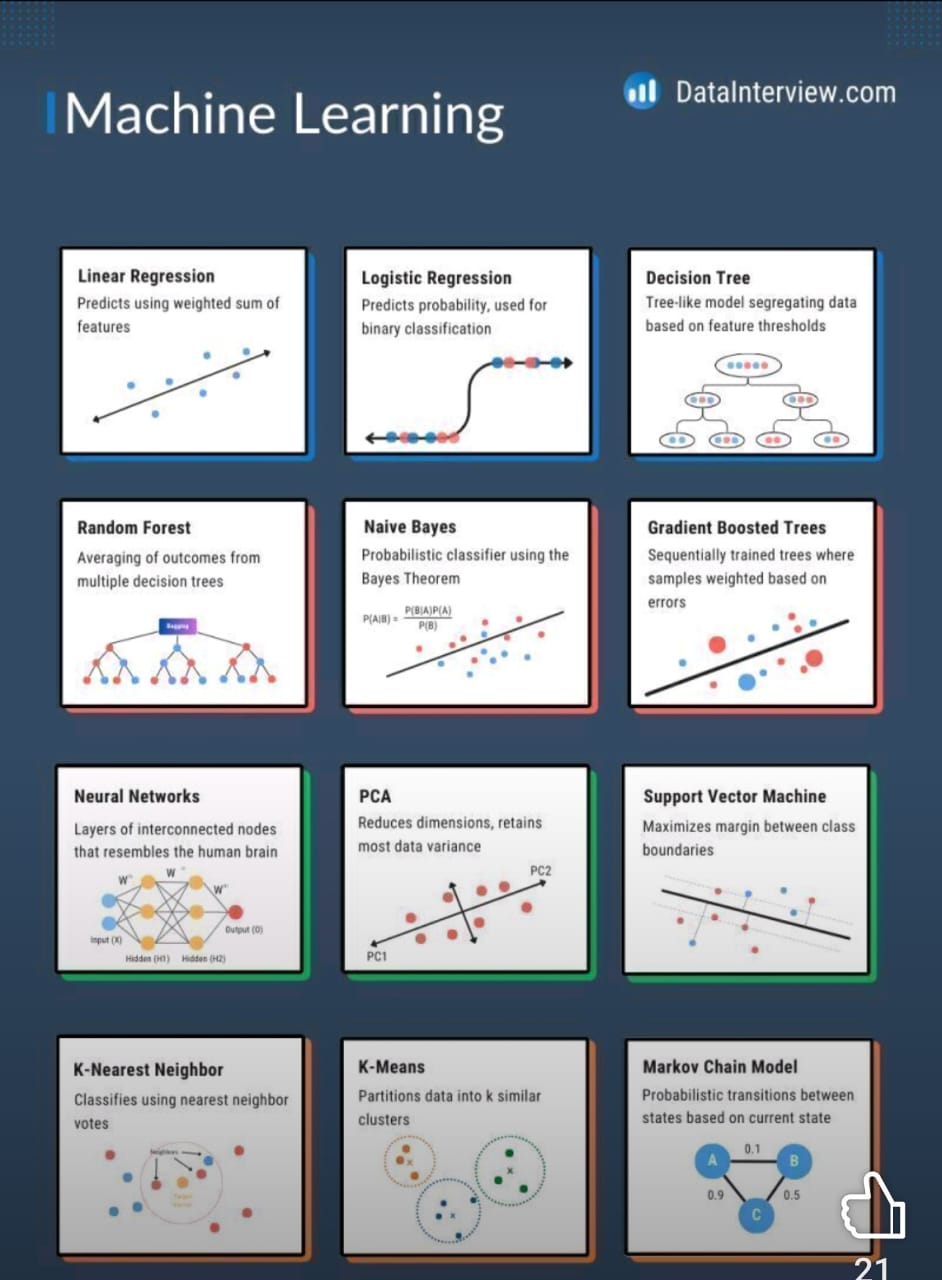 Machine Learning
DataInterview.com
Linear Regression
Predicts using weighted sum of
features
Logistic Regression
Predicts probability, used for
binary classification
Decision Tree
Tree-like model segregating data
based on feature thresholds
Random Forest
Averaging of outcomes from
multiple decision trees
Bagging
Naive Bayes
Probabilistic classifier using the
Bayes Theorem
P(A|B) = P(B|A)P(A)
P(B)
Gradient Boosted Trees
Sequentially trained trees where
samples weighted based on
errors
Neural Networks
Layers of interconnected nodes
that resembles the human brain
W W W
Input (X)
Output (O)
Hidden (H1) Hidden (H2)
PCA
Reduces dimensions, retains
most data variance
PC2
PC1
Support Vector Machine
Maximizes margin between class
boundaries
K-Nearest Neighbor
Classifies using nearest neighbor
votes
Neighbors
K-Means
Partitions data into k similar
clusters
x
x
x
Markov Chain Model
Probabilistic transitions between
states based on current state
A 0.1 B
0.9 0.5
C
21